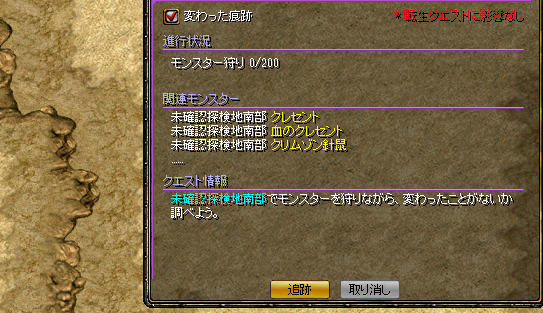 変わった痕跡 *転生クエストに影響なし
進行状況
モンスター狩り 0/200
関連モンスター
未確認探検地南部 クレセント
未確認探検地南部 血のクレセント
未確認探検地南部 クリムゾン針鼠
......
クエスト情報
未確認探検地南部でモンスターを狩りながら、変わったことがないか
調べよう。
追跡 取り消し